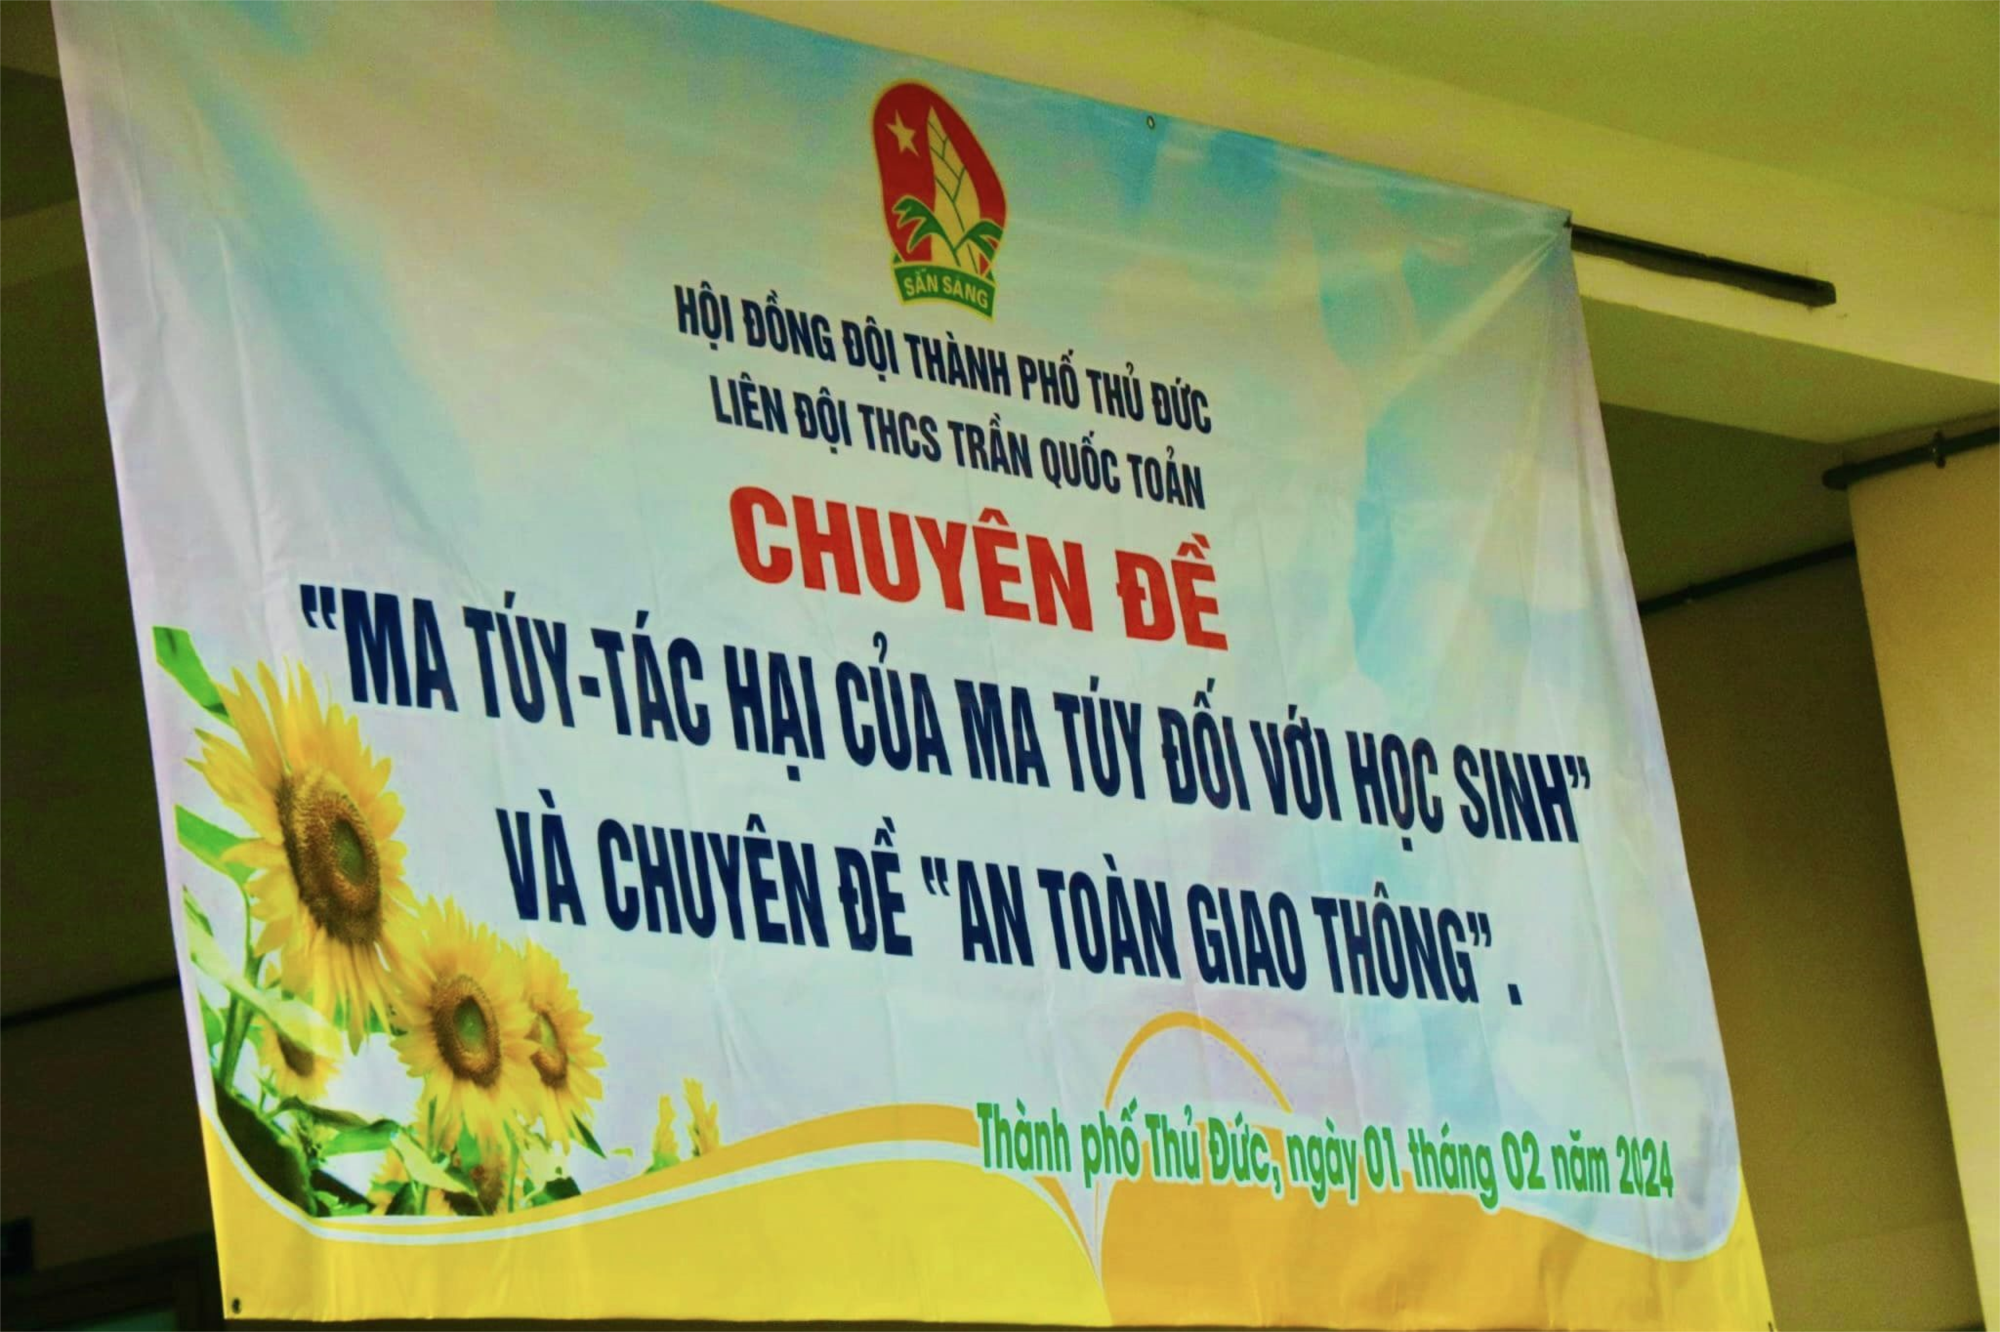 SẴN SÀNG
HỘI ĐỒNG ĐỘI THÀNH PHỐ THỦ ĐỨC
LIÊN ĐỘI THCS TRẦN QUỐC TOẢN
CHUYÊN ĐỀ
“MA TÚY-TÁC HẠI CỦA MA TÚY ĐỐI VỚI HỌC SINH”
VÀ CHUYÊN ĐỀ “AN TOÀN GIAO THÔNG”.
Thành phố Thủ Đức, ngày 01 tháng 02 năm 2024